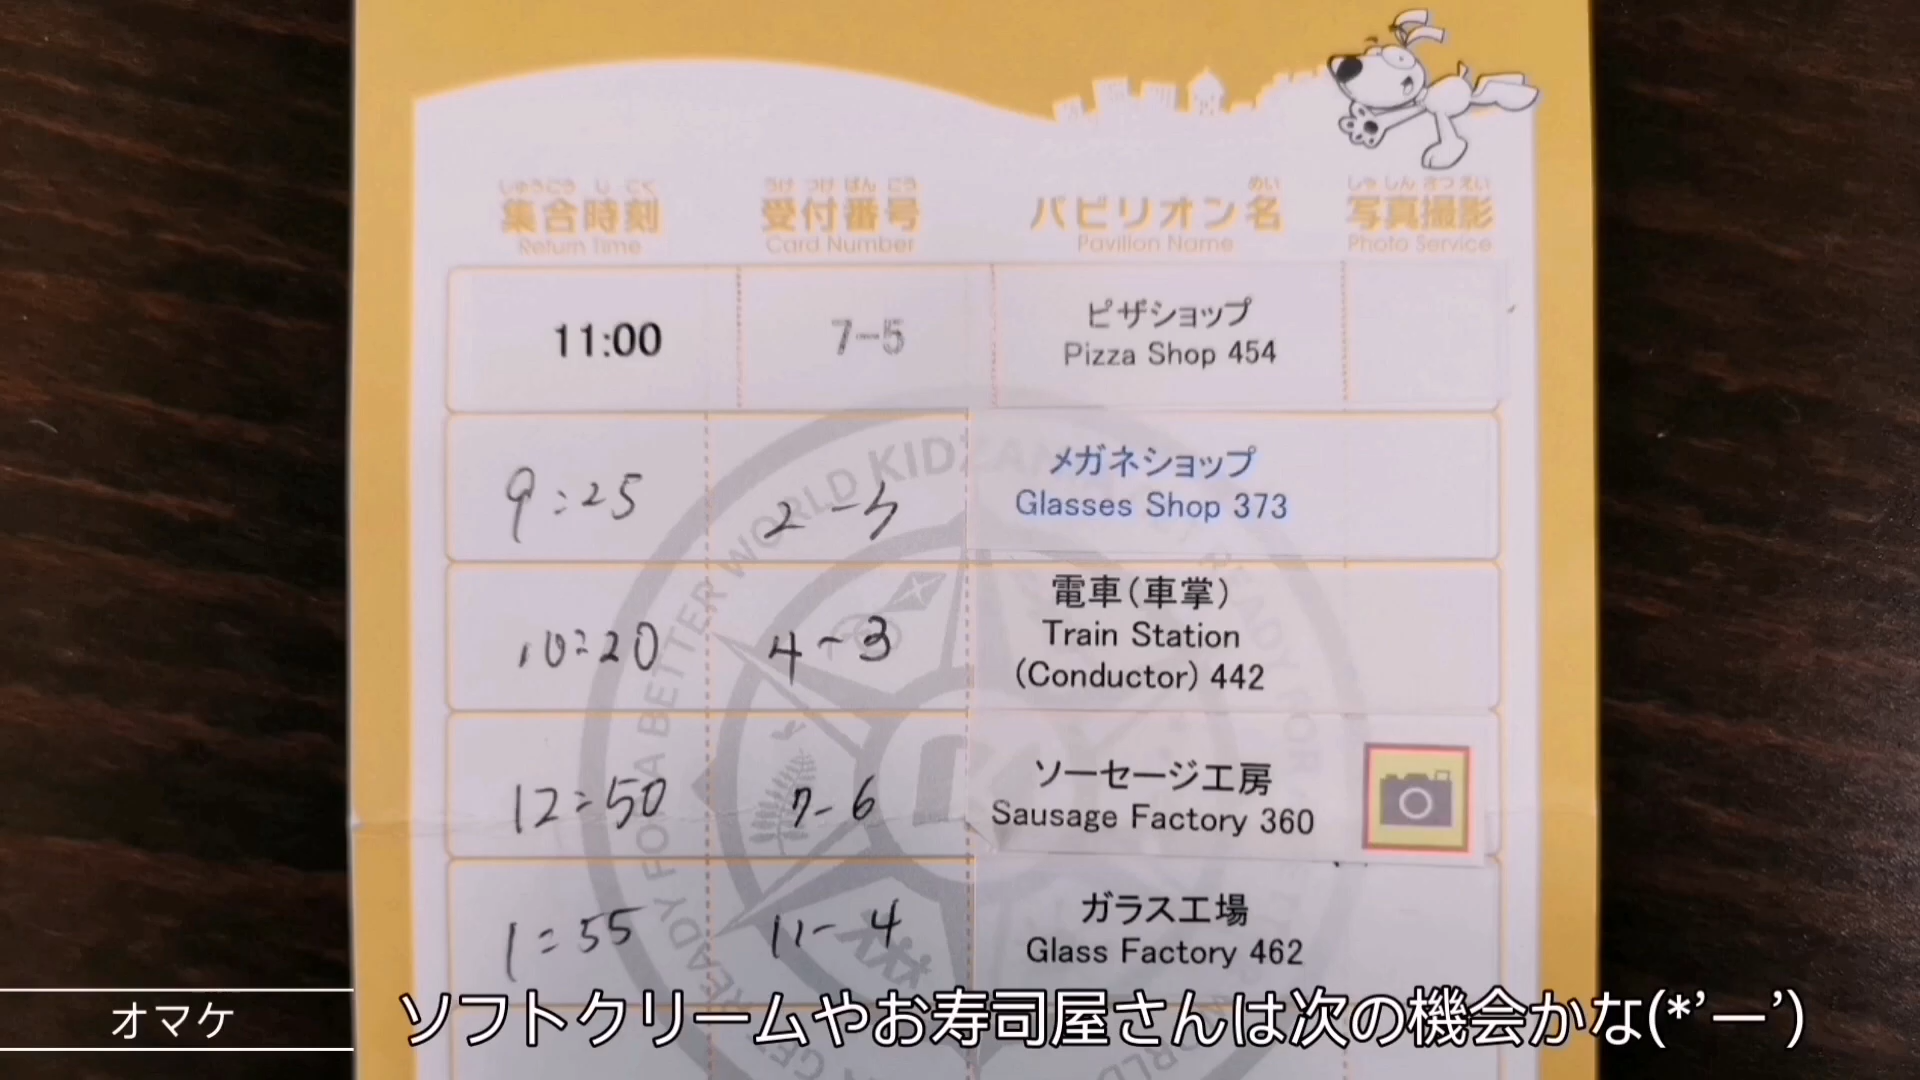 しゅうごう じ こく
集合時刻
Return Time
うけ つけ ばん ごう
受付番号
Card Number
めい
パビリオン名
Pavilion Name
しゃ しん さつ えい
写真撮影
Photo Service
11:00
7-5
ピザショップ
Pizza Shop 454
9:25
メガネショップ
Glasses Shop 373
10:20
4-3
電車(車掌)
Train Station
(Conductor) 442
12:50
7-6
ソーセージ工房
Sausage Factory 360
1:55
11-4
ガラス工場
Glass Factory 462
READY FOR A BETTER WORLD KIDZANIA
オマケ
ソフトクリームやお寿司屋さんは次の機会かな(*'ー')